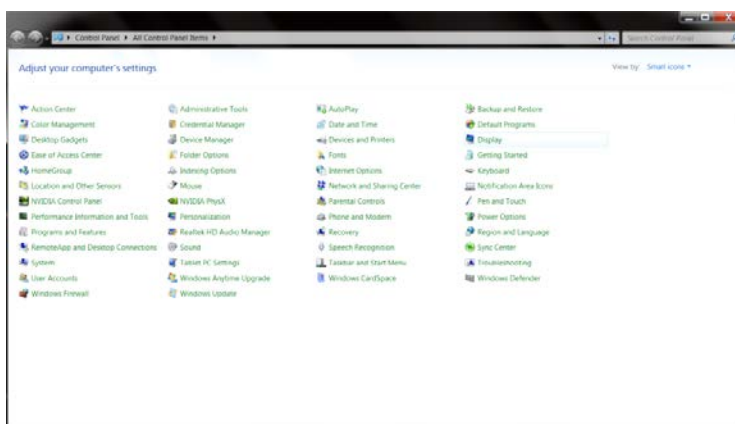 Control Panel All Control Panel Items
Search Control Panel
Adjust your computer's settings
View by: Small icons
Action Center Administrative Tools AutoPlay Backup and Restore
Color Management Credential Manager Date and Time Default Programs
Desktop Gadgets Device Manager Devices and Printers Display
Ease of Access Center Folder Options Fonts Getting Started
HomeGroup Indexing Options Internet Options Keyboard
Location and Other Sensors Mouse Network and Sharing Center Notification Area Icons
NVIDIA Control Panel NVIDIA PhysX Parental Controls Pen and Touch
Performance Information and Tools Personalization Phone and Modem Power Options
Programs and Features Realtek HD Audio Manager Recovery Region and Language
RemoteApp and Desktop Connections Sound Speech Recognition Sync Center
System Tablet PC Settings Taskbar and Start Menu Troubleshooting
User Accounts Windows Anytime Upgrade Windows CardSpace Windows Defender
Windows Firewall Windows Update